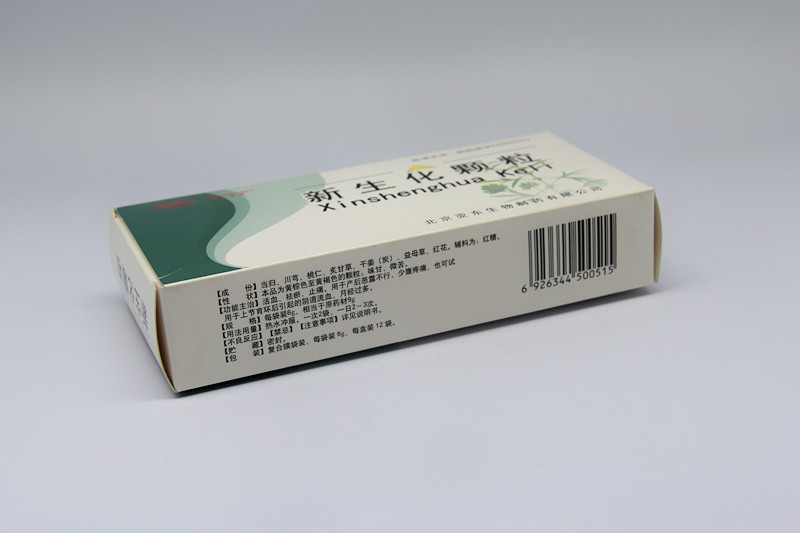 新生化颗粒
Xinshenghua Keli
北京亚东生物制药有限公司
【成　份】当归、川芎、桃仁、炙甘草、干姜（炭）、益母草、红花。辅料为：红糖。
【性　状】本品为黄棕色至黄褐色的颗粒；味甘、微苦。
【功能主治】活血、祛瘀、止痛。用于产后恶露不行、少腹疼痛，也可试
用于上节育环后引起的阴道流血，月经过多。
【规　格】每袋装6g，相当于原药材9g
【用法用量】热水冲服。一次2袋，一日2-3次。
【不良反应】【禁忌】【注意事项】详见说明书。
【贮　藏】密封。
【包　装】复合膜袋装、每袋装6g，每盒装12袋。
6 926344 500515